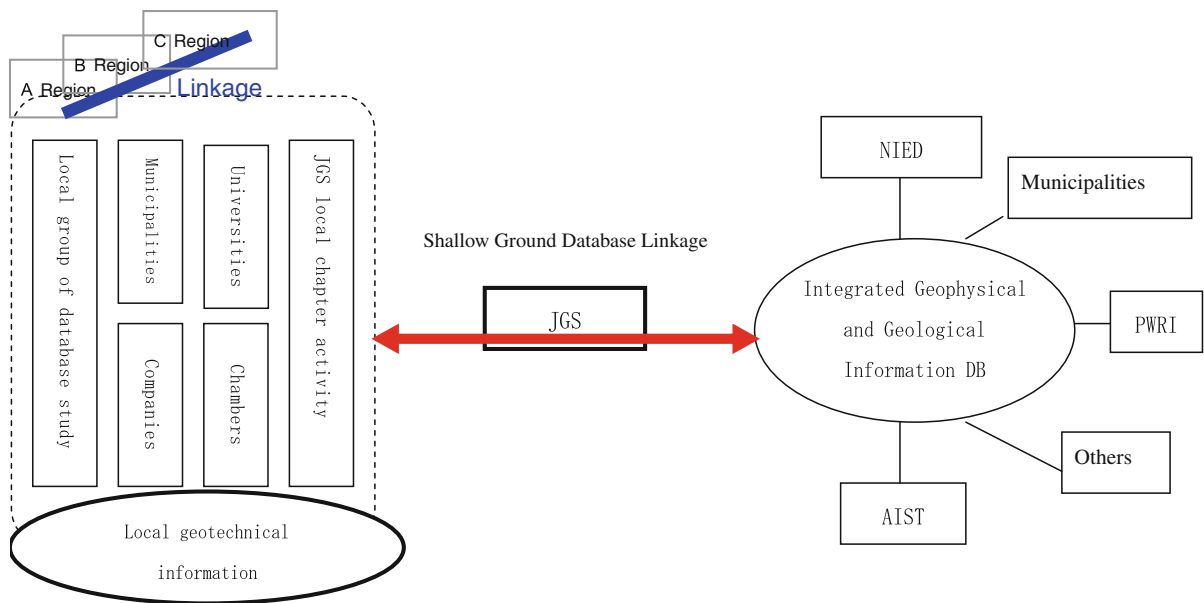 C Region
B Region
A Region
Linkage
Local group of database study
Municipalities
Companies
Universities
Chambers
JGS local chapter activity
Local geotechnical
information
Shallow Ground Database Linkage
JGS
NIED
Municipalities
Integrated Geophysical
and Geological
Information DB
PWRI
Others
AIST